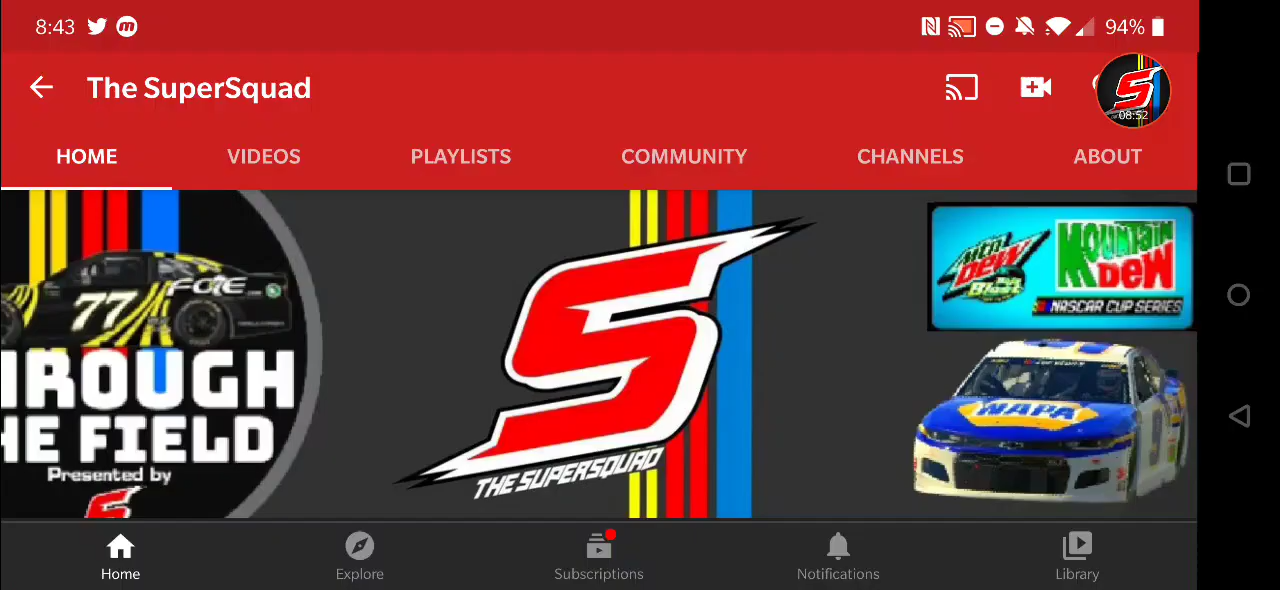 8:43
94%
The SuperSquad
08:52
HOME VIDEOS PLAYLISTS COMMUNITY CHANNELS ABOUT
77
HROUGH
HE FIELD
Presented by
S
THE SUPERSQUAD
MTN DEW
MOUNTAIN
DEW
NASCAR CUP SERIES
NAPA
Home Explore Subscriptions Notifications Library